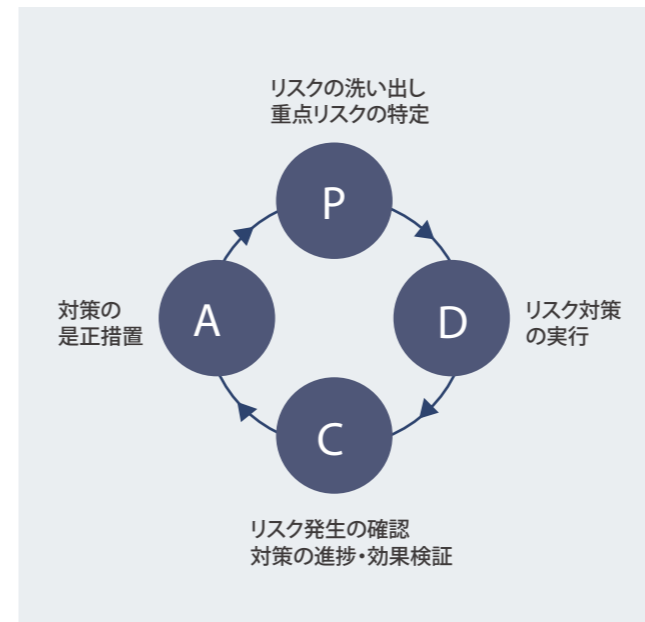 リスクの洗い出し
重点リスクの特定
P
対策の
是正措置
A
D
リスク対策
の実行
C
リスク発生の確認
対策の進捗・効果検証